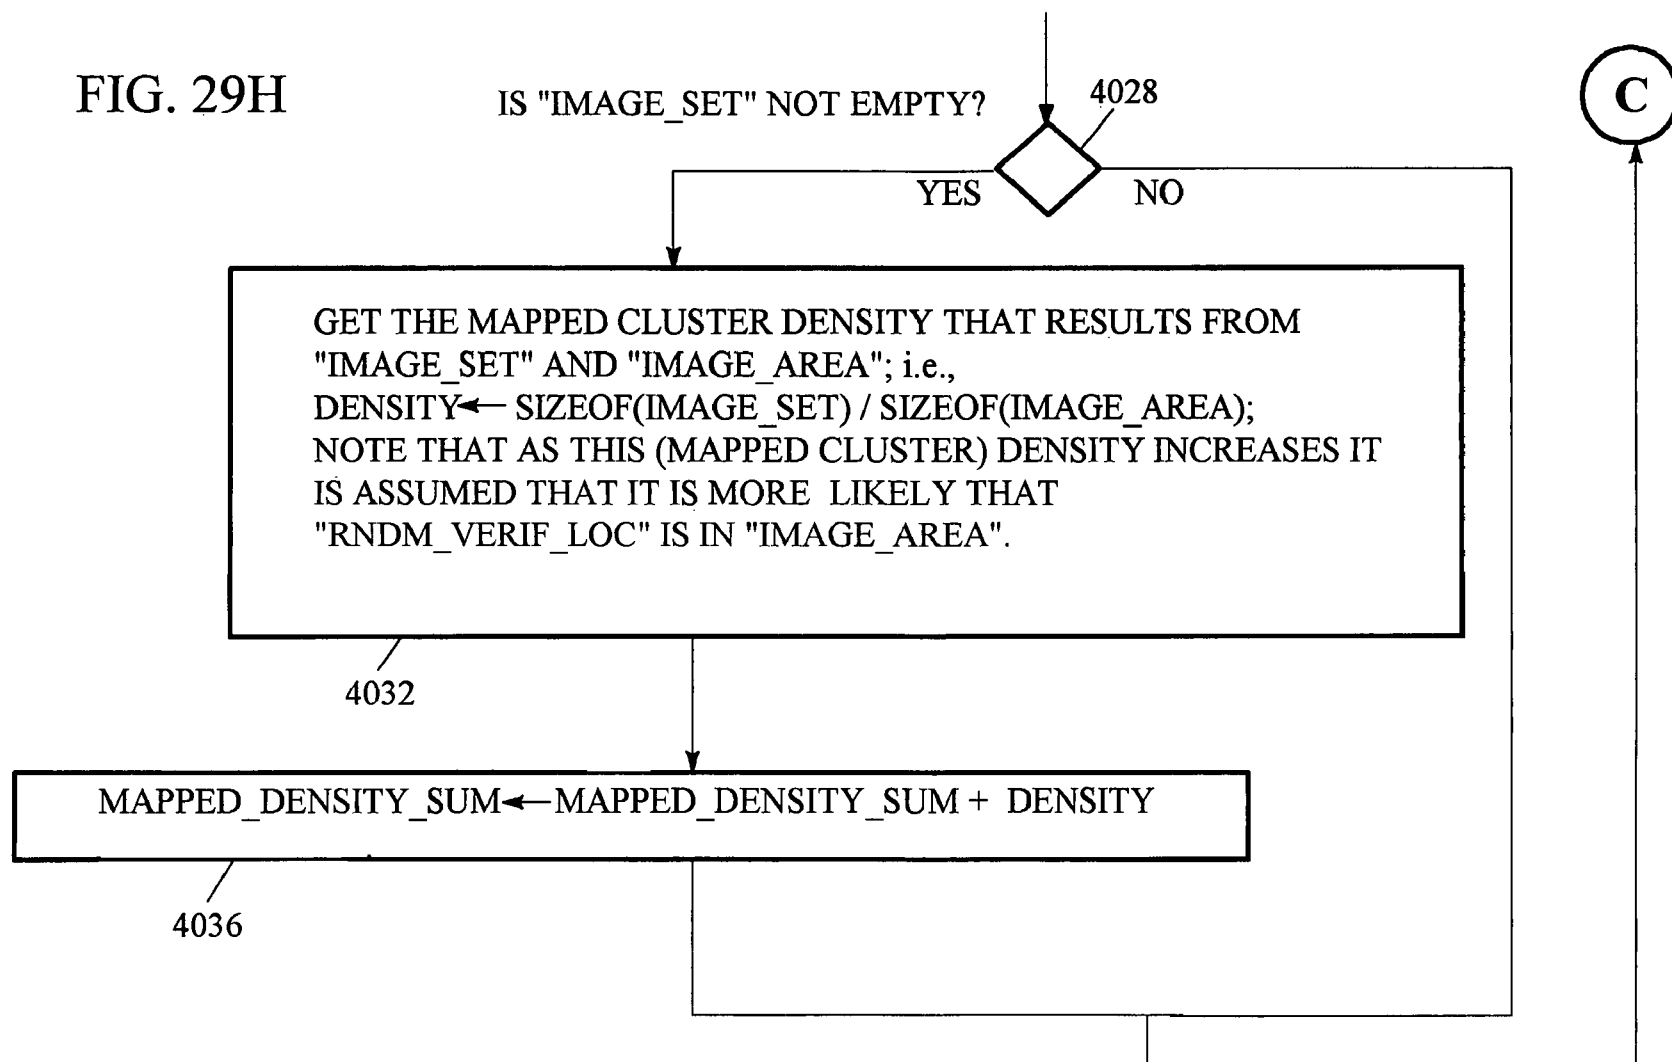 FIG. 29H
IS "IMAGE_SET" NOT EMPTY?
4028
C
YES
NO
GET THE MAPPED CLUSTER DENSITY THAT RESULTS FROM
"IMAGE_SET" AND "IMAGE_AREA"; i.e.,
DENSITY← SIZEOF(IMAGE_SET) / SIZEOF(IMAGE_AREA);
NOTE THAT AS THIS (MAPPED CLUSTER) DENSITY INCREASES IT
IS ASSUMED THAT IT IS MORE LIKELY THAT
"RNDM_VERIF_LOC" IS IN "IMAGE_AREA".
4032
MAPPED_DENSITY_SUM←MAPPED_DENSITY_SUM + DENSITY
4036